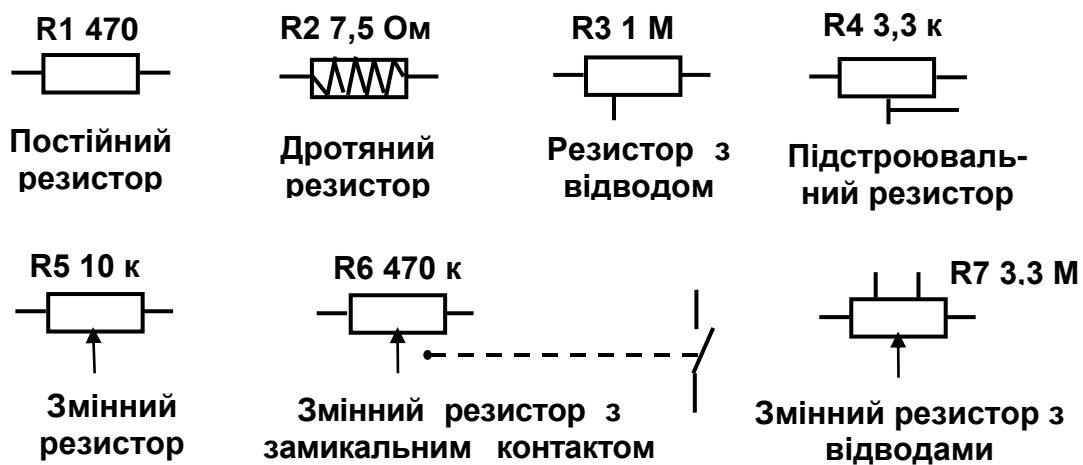 R1 470
R2 7,5 Ом
R3 1 М
R4 3,3 к
Постійний
резистор
Дротяний
резистор
Резистор з
відводом
Підстроюваль-
ний резистор
R5 10 к
R6 470 к
R7 3,3 М
Змінний
резистор
Змінний резистор з
замикальним контактом
Змінний резистор з
відводами